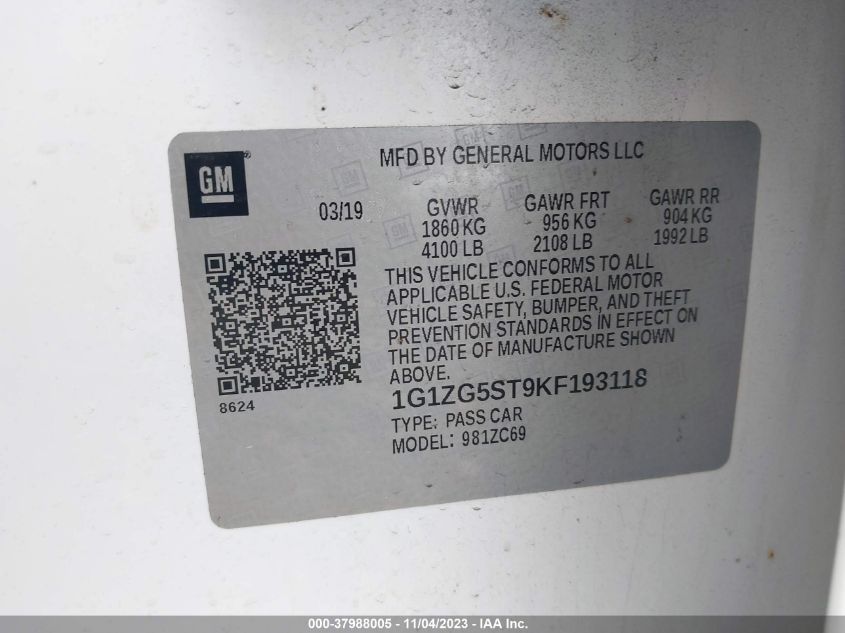 MFD BY GENERAL MOTORS LLC
GM
®
03/19
GVWR
1860 KG
4100 LB
GAWR FRT
956 KG
2108 LB
GAWR RR
904 KG
1992 LB
THIS VEHICLE CONFORMS TO ALL
APPLICABLE U.S. FEDERAL MOTOR
VEHICLE SAFETY, BUMPER, AND THEFT
PREVENTION STANDARDS IN EFFECT ON
THE DATE OF MANUFACTURE SHOWN
ABOVE.
8624
1G1ZG5ST9KF193118
TYPE: PASS CAR
MODEL: 981ZC69
000-37988005 - 11/04/2023 - IAA Inc.